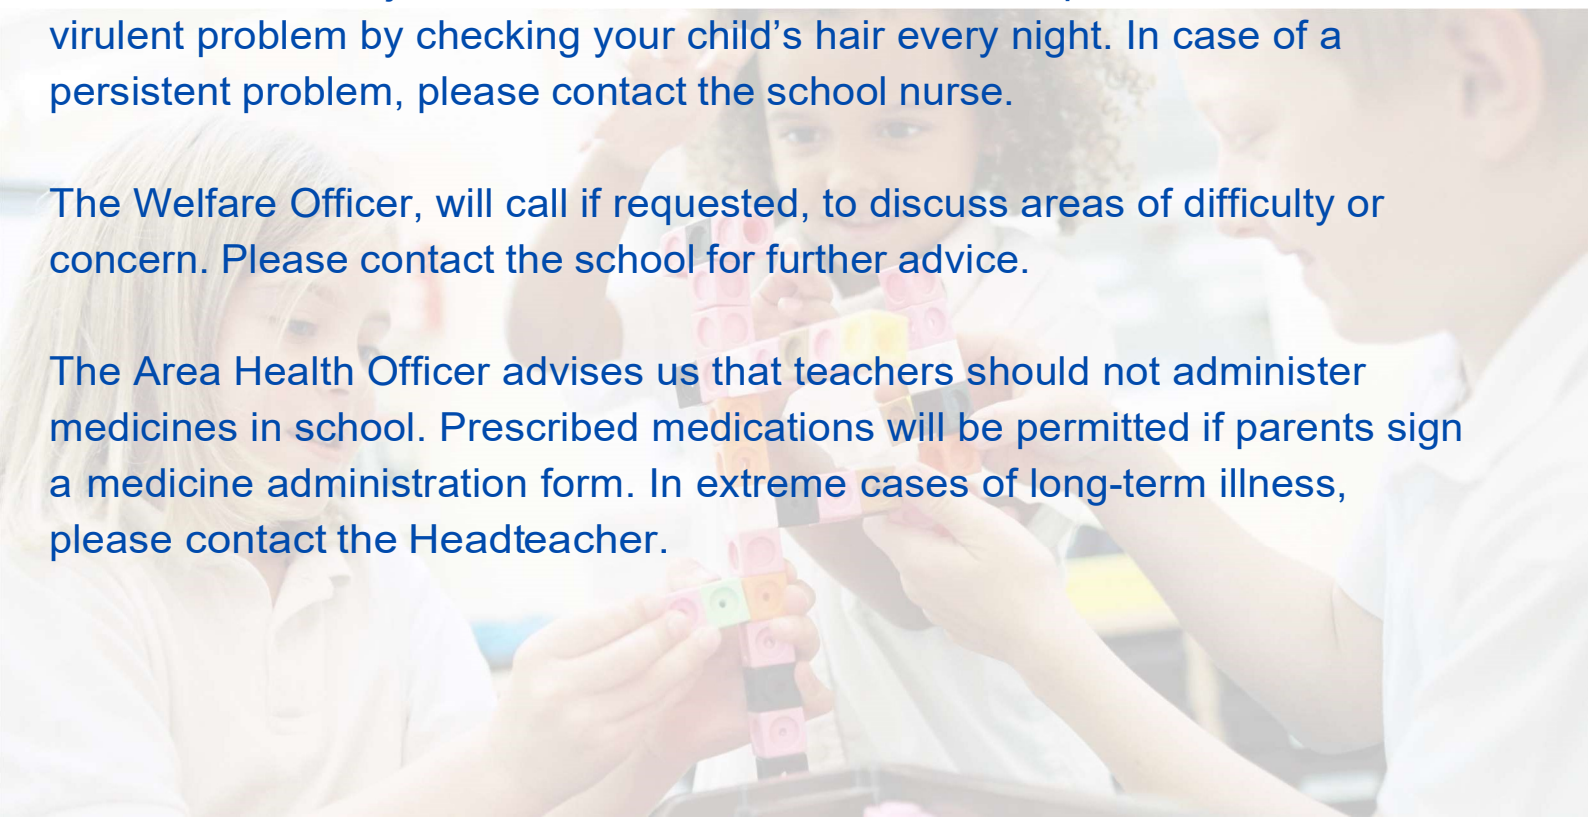 virulent problem by checking your child's hair every night. In case of a
persistent problem, please contact the school nurse.
The Welfare Officer, will call if requested, to discuss areas of difficulty or
concern. Please contact the school for further advice.
The Area Health Officer advises us that teachers should not administer
medicines in school. Prescribed medications will be permitted if parents sign
a medicine administration form. In extreme cases of long-term illness,
please contact the Headteacher.